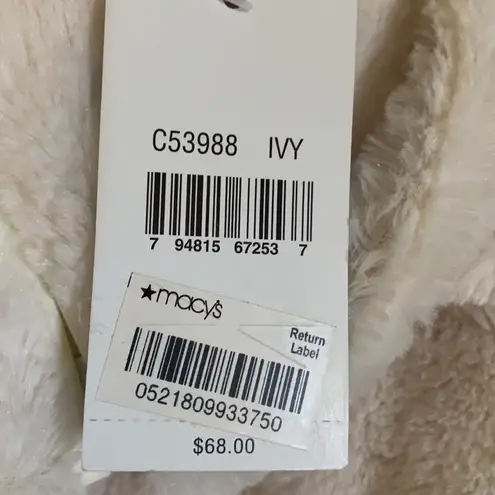 C53988 IVY
7 94815 67253 7
★macy's
Return
Label
0521809933750
$68.00